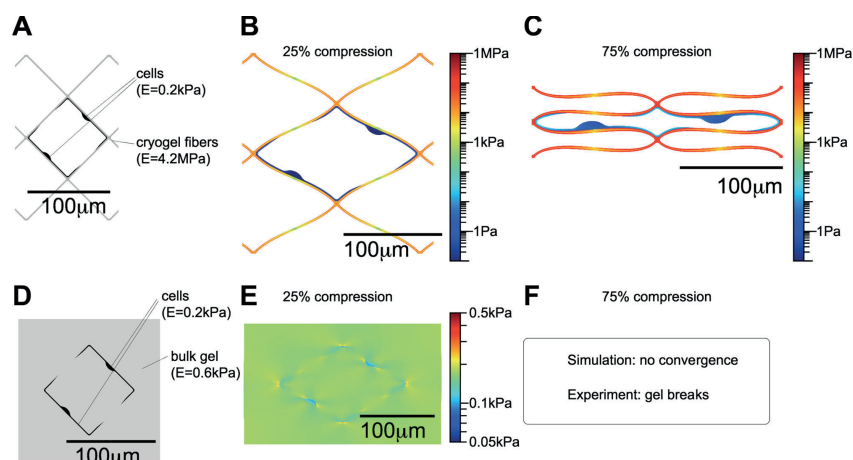 A
cells
(E=0.2kPa)
cryogel fibers
(E=4.2MPa)
100μm
B
25% compression
1MPa
1kPa
1Pa
100μm
C
75% compression
1MPa
1kPa
1Pa
100μm
D
cells
(E=0.2kPa)
bulk gel
(E=0.6kPa)
100μm
E
25% compression
0.5kPa
0.1kPa
0.05kPa
100μm
F
75% compression
Simulation: no convergence
Experiment: gel breaks